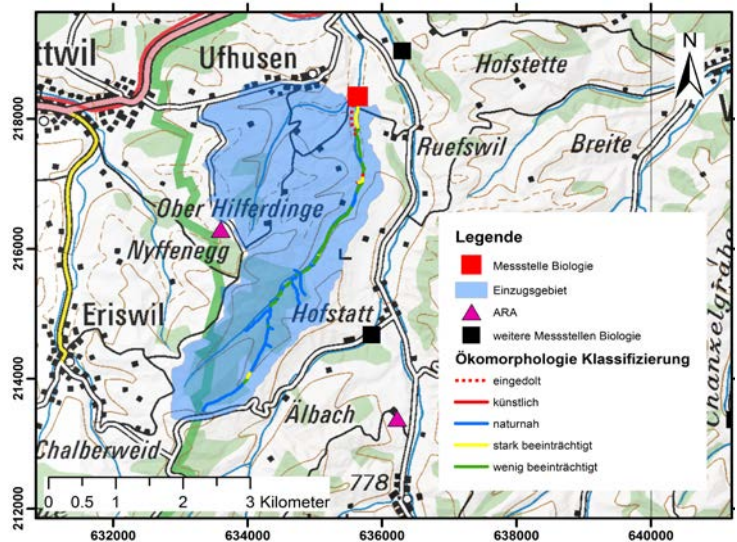 ttwil
Ufhusen
Hofstette
N
218000
Ruefswil
Breite
Ober Hilferdinge
216000
Nyffenegg
Legende
Messstelle Biologie
Einzugsgebiet
ARA
weitere Messstellen Biologie
Ökomorphologie Klassifizierung
eingedolt
künstlich
naturnah
stark beeinträchtigt
wenig beeinträchtigt
Eriswil
Hofstatt
214000
Älbach
Chanzelgräbe
Chalberweid
778
0 0.5 1 2 3 Kilometer
212000
632000 634000 636000 638000 640000